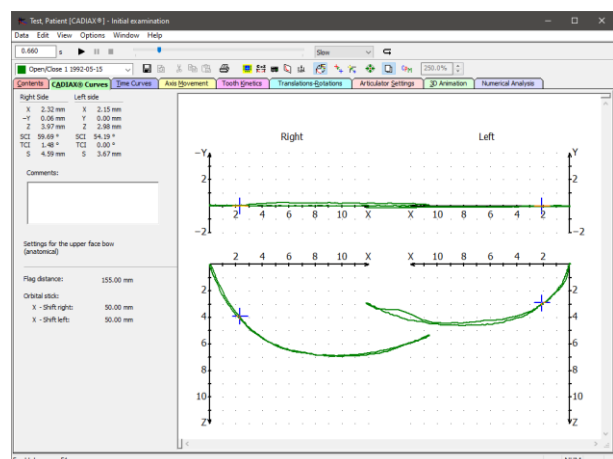 Test, Patient [CADIAX®] - Initial examination
Data Edit View Options Window Help
0.660 s Slow
Open/Close 1 1992-05-15 250.0%
Contents CADIAX® Curves Time Curves Axis Movement Tooth Kinetics Translations-Rotations Articulator Settings 3D Animation Numerical Analysis
Right Side Left side
X 2.32 mm X 2.15 mm
-Y 0.06 mm Y 0.00 mm
Z 3.97 mm Z 2.98 mm
SCI 59.69 ° SCI 54.19 °
TCI 1.48 ° TCI 0.00 °
S 4.59 mm S 3.67 mm
Comments:
Settings for the upper face bow
(anatomical)
Flag distance: 155.00 mm
Orbital stick:
X - Shift right: 50.00 mm
X - Shift left: 50.00 mm
Right Left
-Y Y
2 2
2 4 6 8 10 X X 10 8 6 4 2
-2 -2
2 4 6 8 10 X X 10 8 6 4 2
2 2
4 4
6 6
8 8
10 10
Z Z